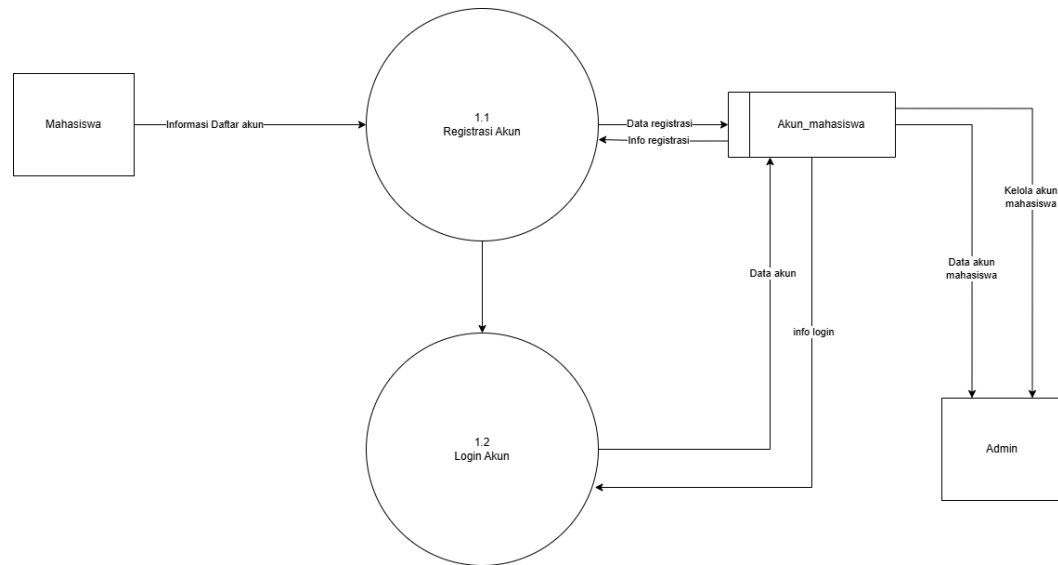 Mahasiswa
Informasi Daftar akun
1.1
Registrasi Akun
Data registrasi
Info registrasi
Akun_mahasiswa
Kelola akun
mahasiswa
Data akun
mahasiswa
Data akun
info login
1.2
Login Akun
Admin